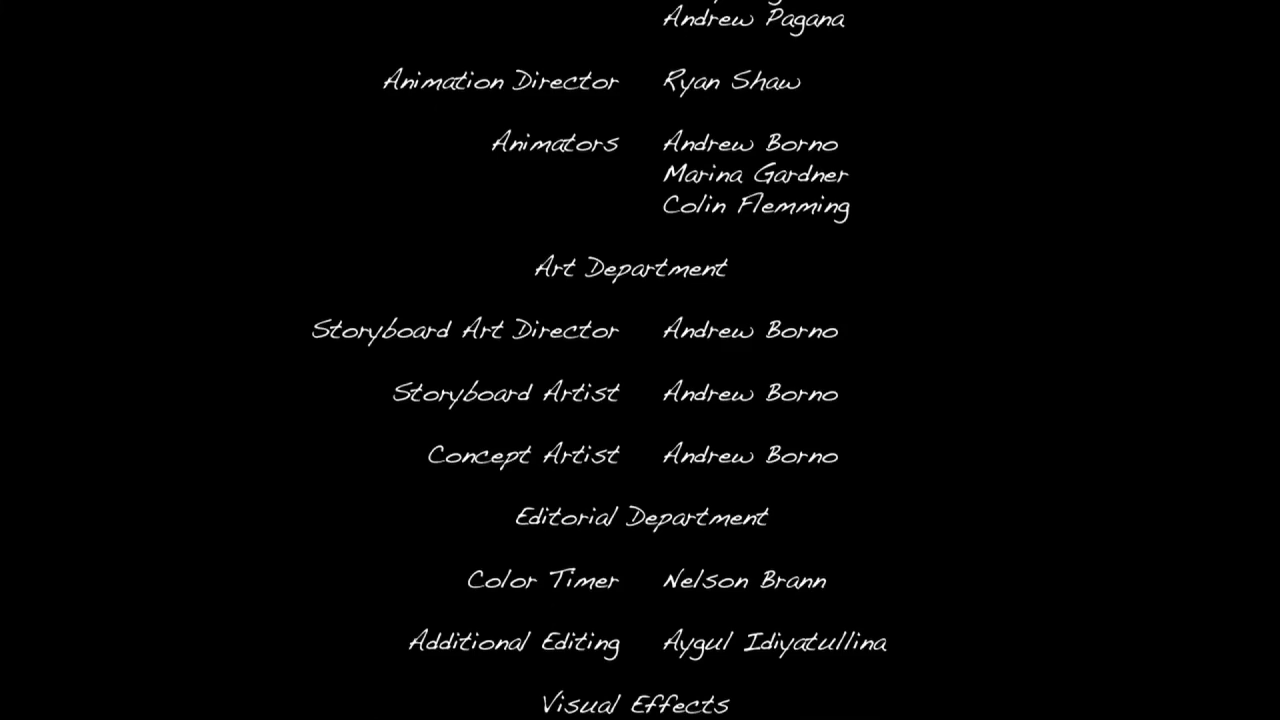 Andrew Pagana
Animation Director Ryan Shaw
Animators Andrew Borno
Marina Gardner
Colin Flemming
Art Department
Storyboard Art Director Andrew Borno
Storyboard Artist Andrew Borno
Concept Artist Andrew Borno
Editorial Department
Color Timer Nelson Brann
Additional Editing Aygul Idiyatullina
Visual Effects